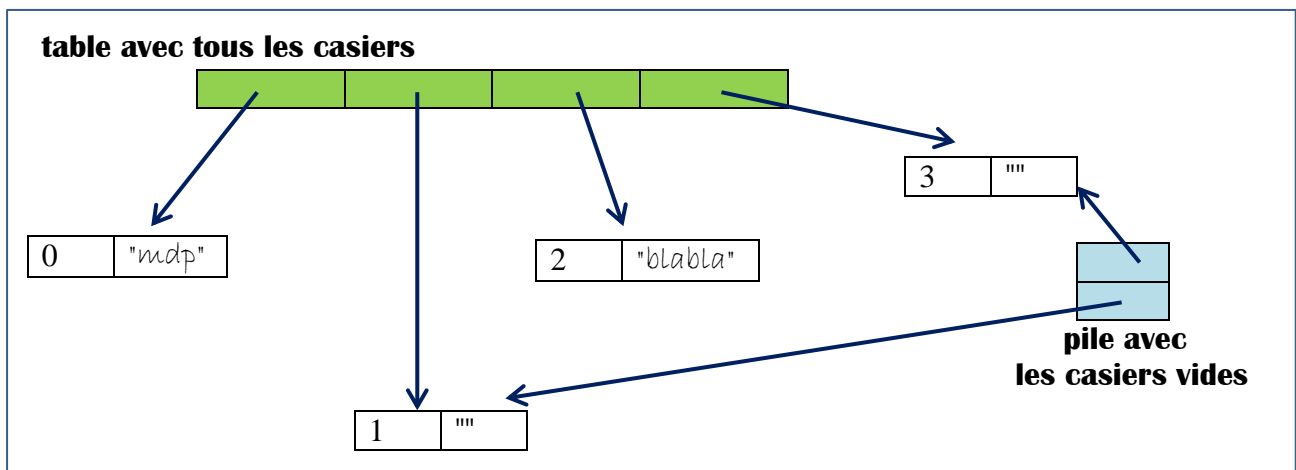 table avec tous les casiers
3 ""
0 "mdp"
2 "blabla"
pile avec
les casiers vides
1 ""